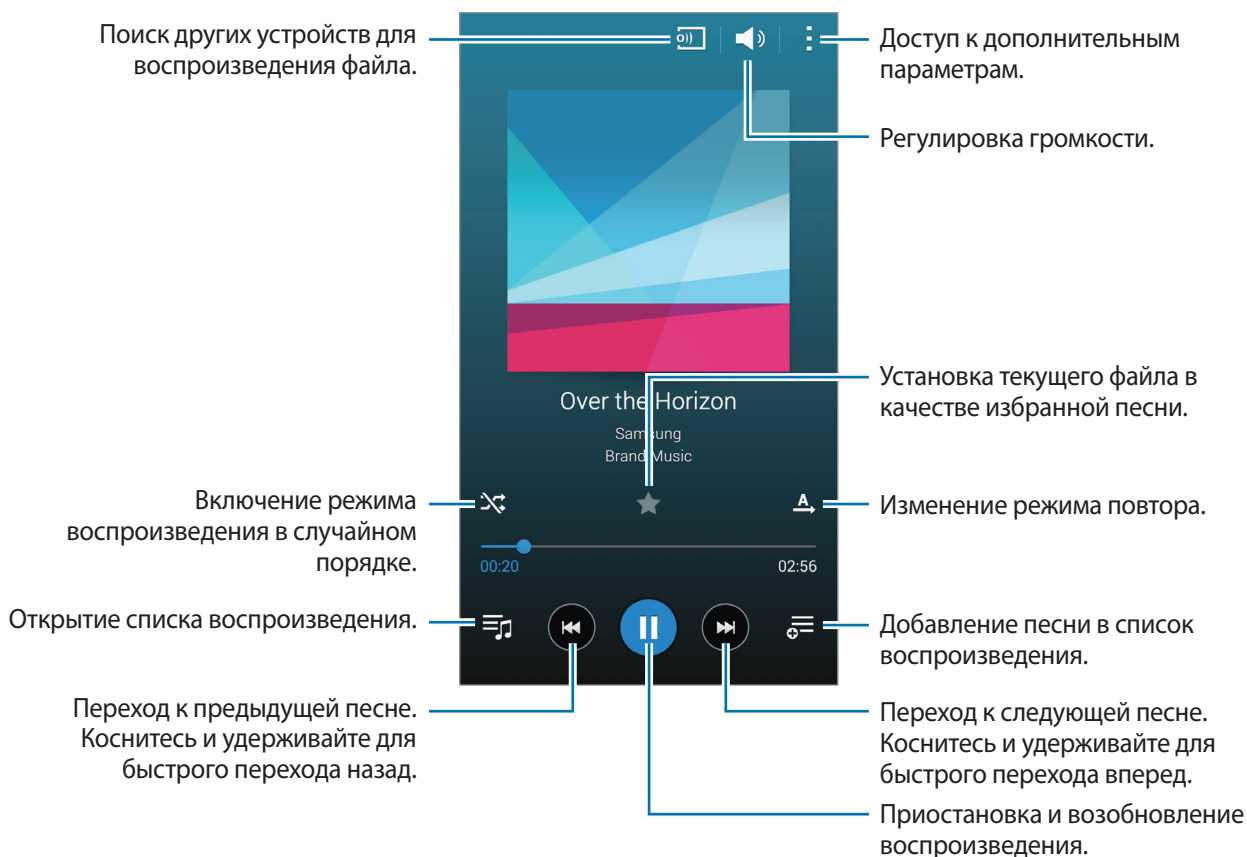 Поиск других устройств для
воспроизведения файла.
Доступ к дополнительным
параметрам.
Регулировка громкости.
Установка текущего файла в
качестве избранной песни.
Over the Horizon
Samsung
Brand Music
Включение режима
воспроизведения в случайном
порядке.
A
Изменение режима повтора.
00:20
02:56
Открытие списка воспроизведения.
Добавление песни в список
воспроизведения.
Переход к предыдущей песне.
Коснитесь и удерживайте для
быстрого перехода назад.
Переход к следующей песне.
Коснитесь и удерживайте для
быстрого перехода вперед.
Приостановка и возобновление
воспроизведения.